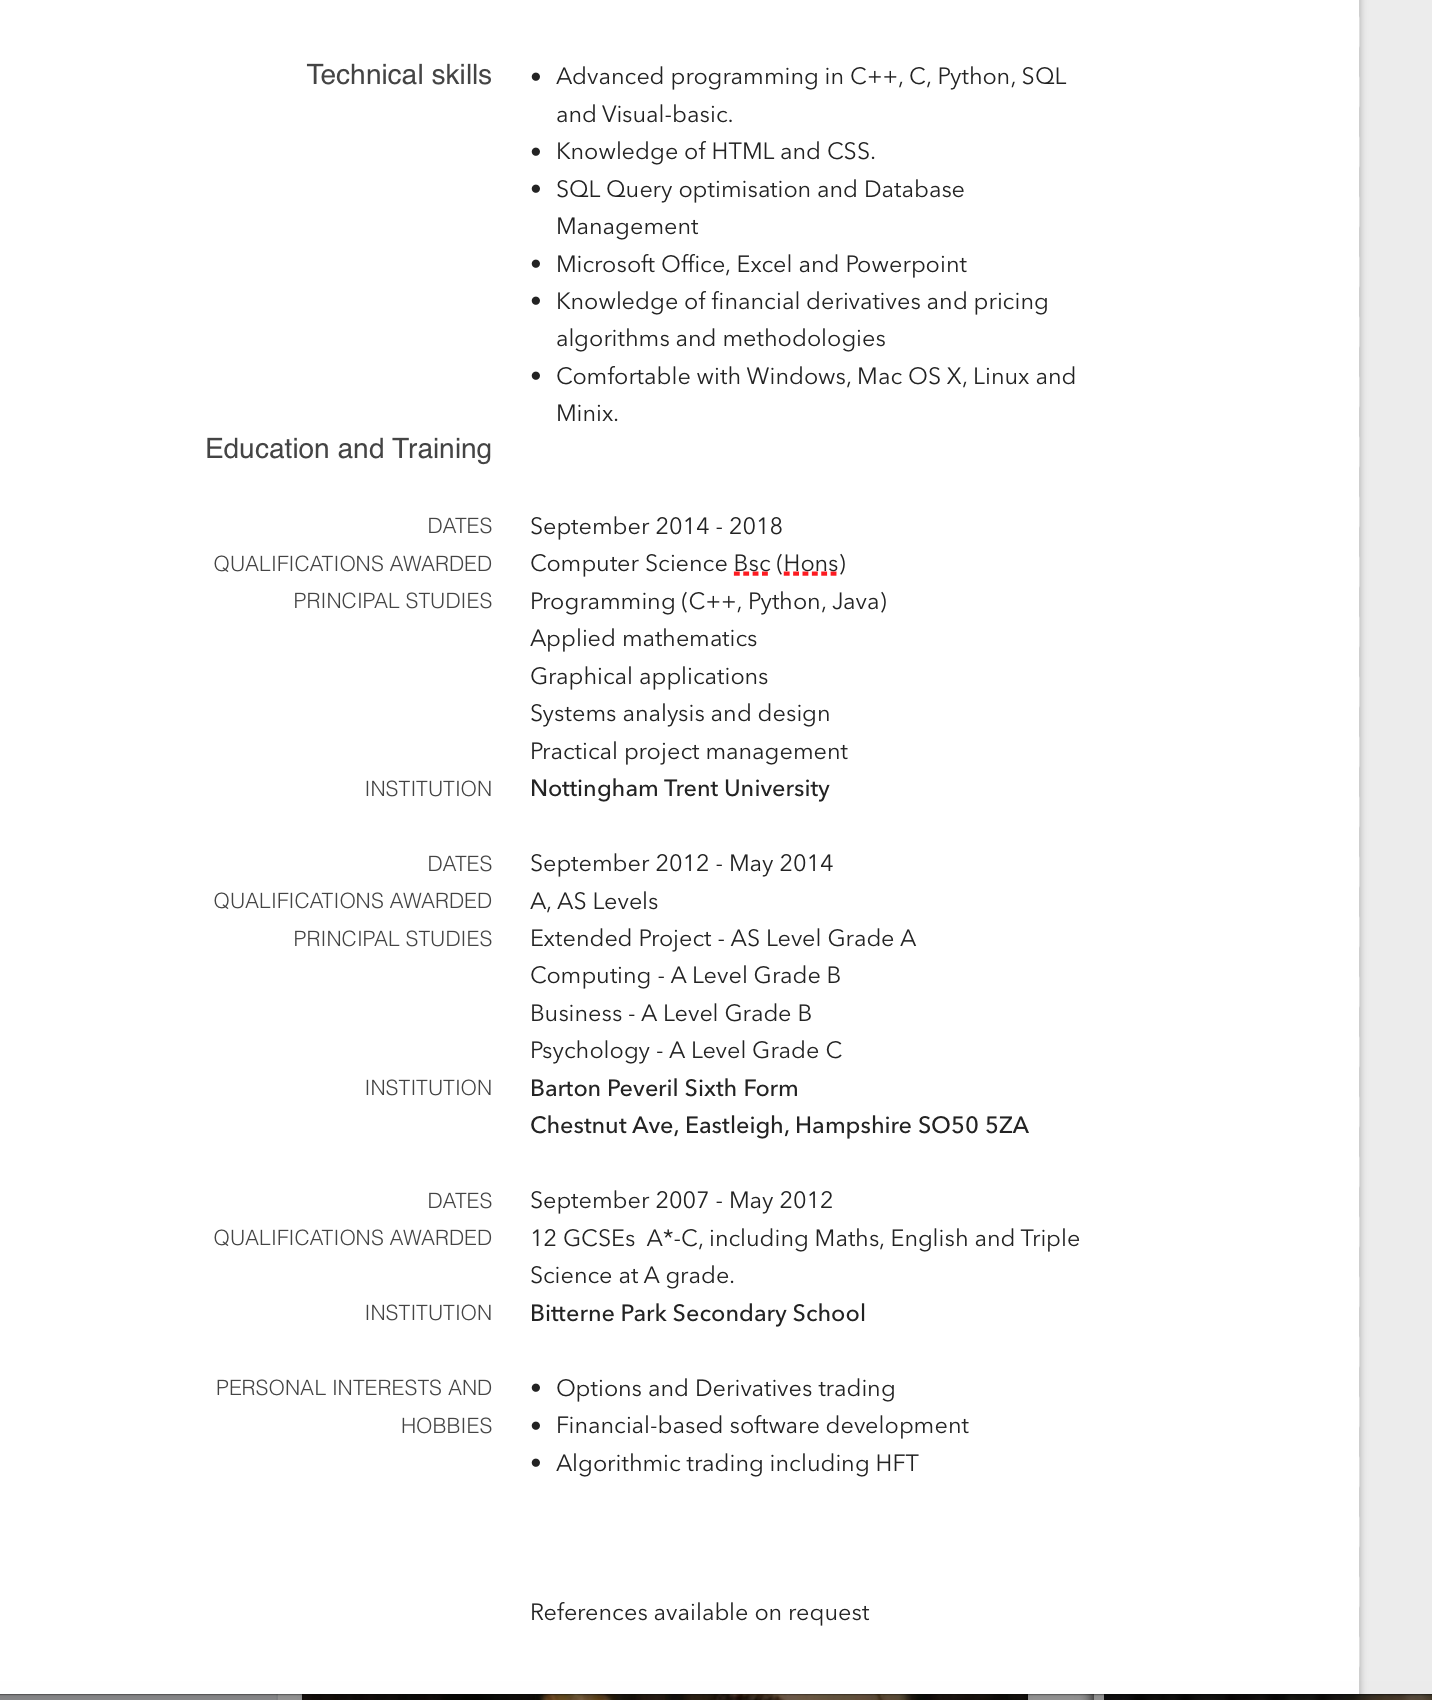 Technical skills
• Advanced programming in C++, C, Python, SQL
and Visual-basic.
• Knowledge of HTML and CSS.
• SQL Query optimisation and Database
Management
• Microsoft Office, Excel and Powerpoint
• Knowledge of financial derivatives and pricing
algorithms and methodologies
• Comfortable with Windows, Mac OS X, Linux and
Minix.
Education and Training
DATES September 2014 - 2018
QUALIFICATIONS AWARDED Computer Science Bsc (Hons)
PRINCIPAL STUDIES Programming (C++, Python, Java)
Applied mathematics
Graphical applications
Systems analysis and design
Practical project management
INSTITUTION Nottingham Trent University
DATES September 2012 - May 2014
QUALIFICATIONS AWARDED A, AS Levels
PRINCIPAL STUDIES Extended Project - AS Level Grade A
Computing - A Level Grade B
Business - A Level Grade B
Psychology - A Level Grade C
INSTITUTION Barton Peveril Sixth Form
Chestnut Ave, Eastleigh, Hampshire SO50 5ZA
DATES September 2007 - May 2012
QUALIFICATIONS AWARDED 12 GCSEs  A*-C, including Maths, English and Triple
Science at A grade.
INSTITUTION Bitterne Park Secondary School
PERSONAL INTERESTS AND • Options and Derivatives trading
HOBBIES • Financial-based software development
• Algorithmic trading including HFT
References available on request